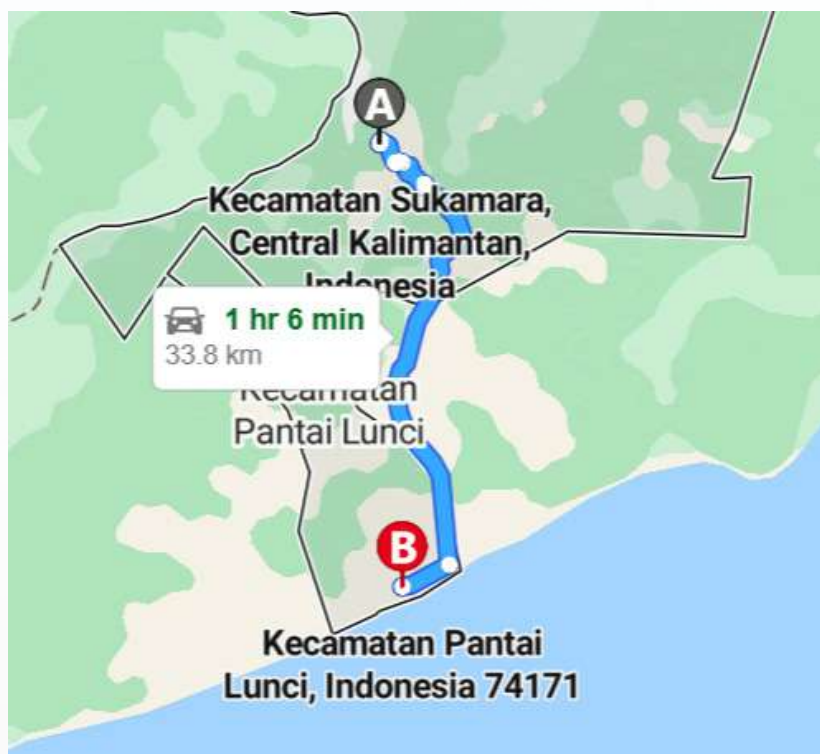 A
Kecamatan Sukamara,
Central Kalimantan,
Indonesia
1 hr 6 min
33.8 km
Kecamatan
Pantai Lunci
B
Kecamatan Pantai
Lunci, Indonesia 74171